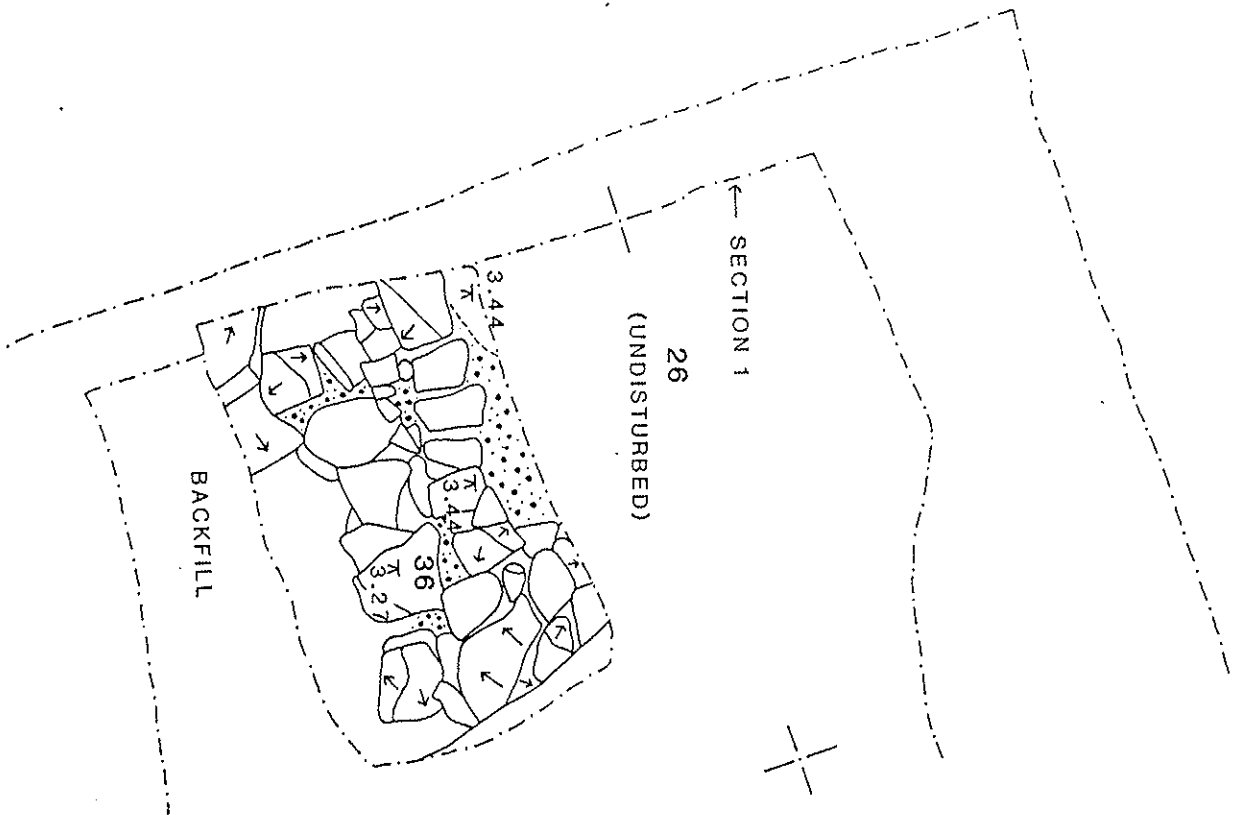 ← SECTION 1
26
(UNDISTURBED)
3.44
3.44
36
3.27
BACKFILL